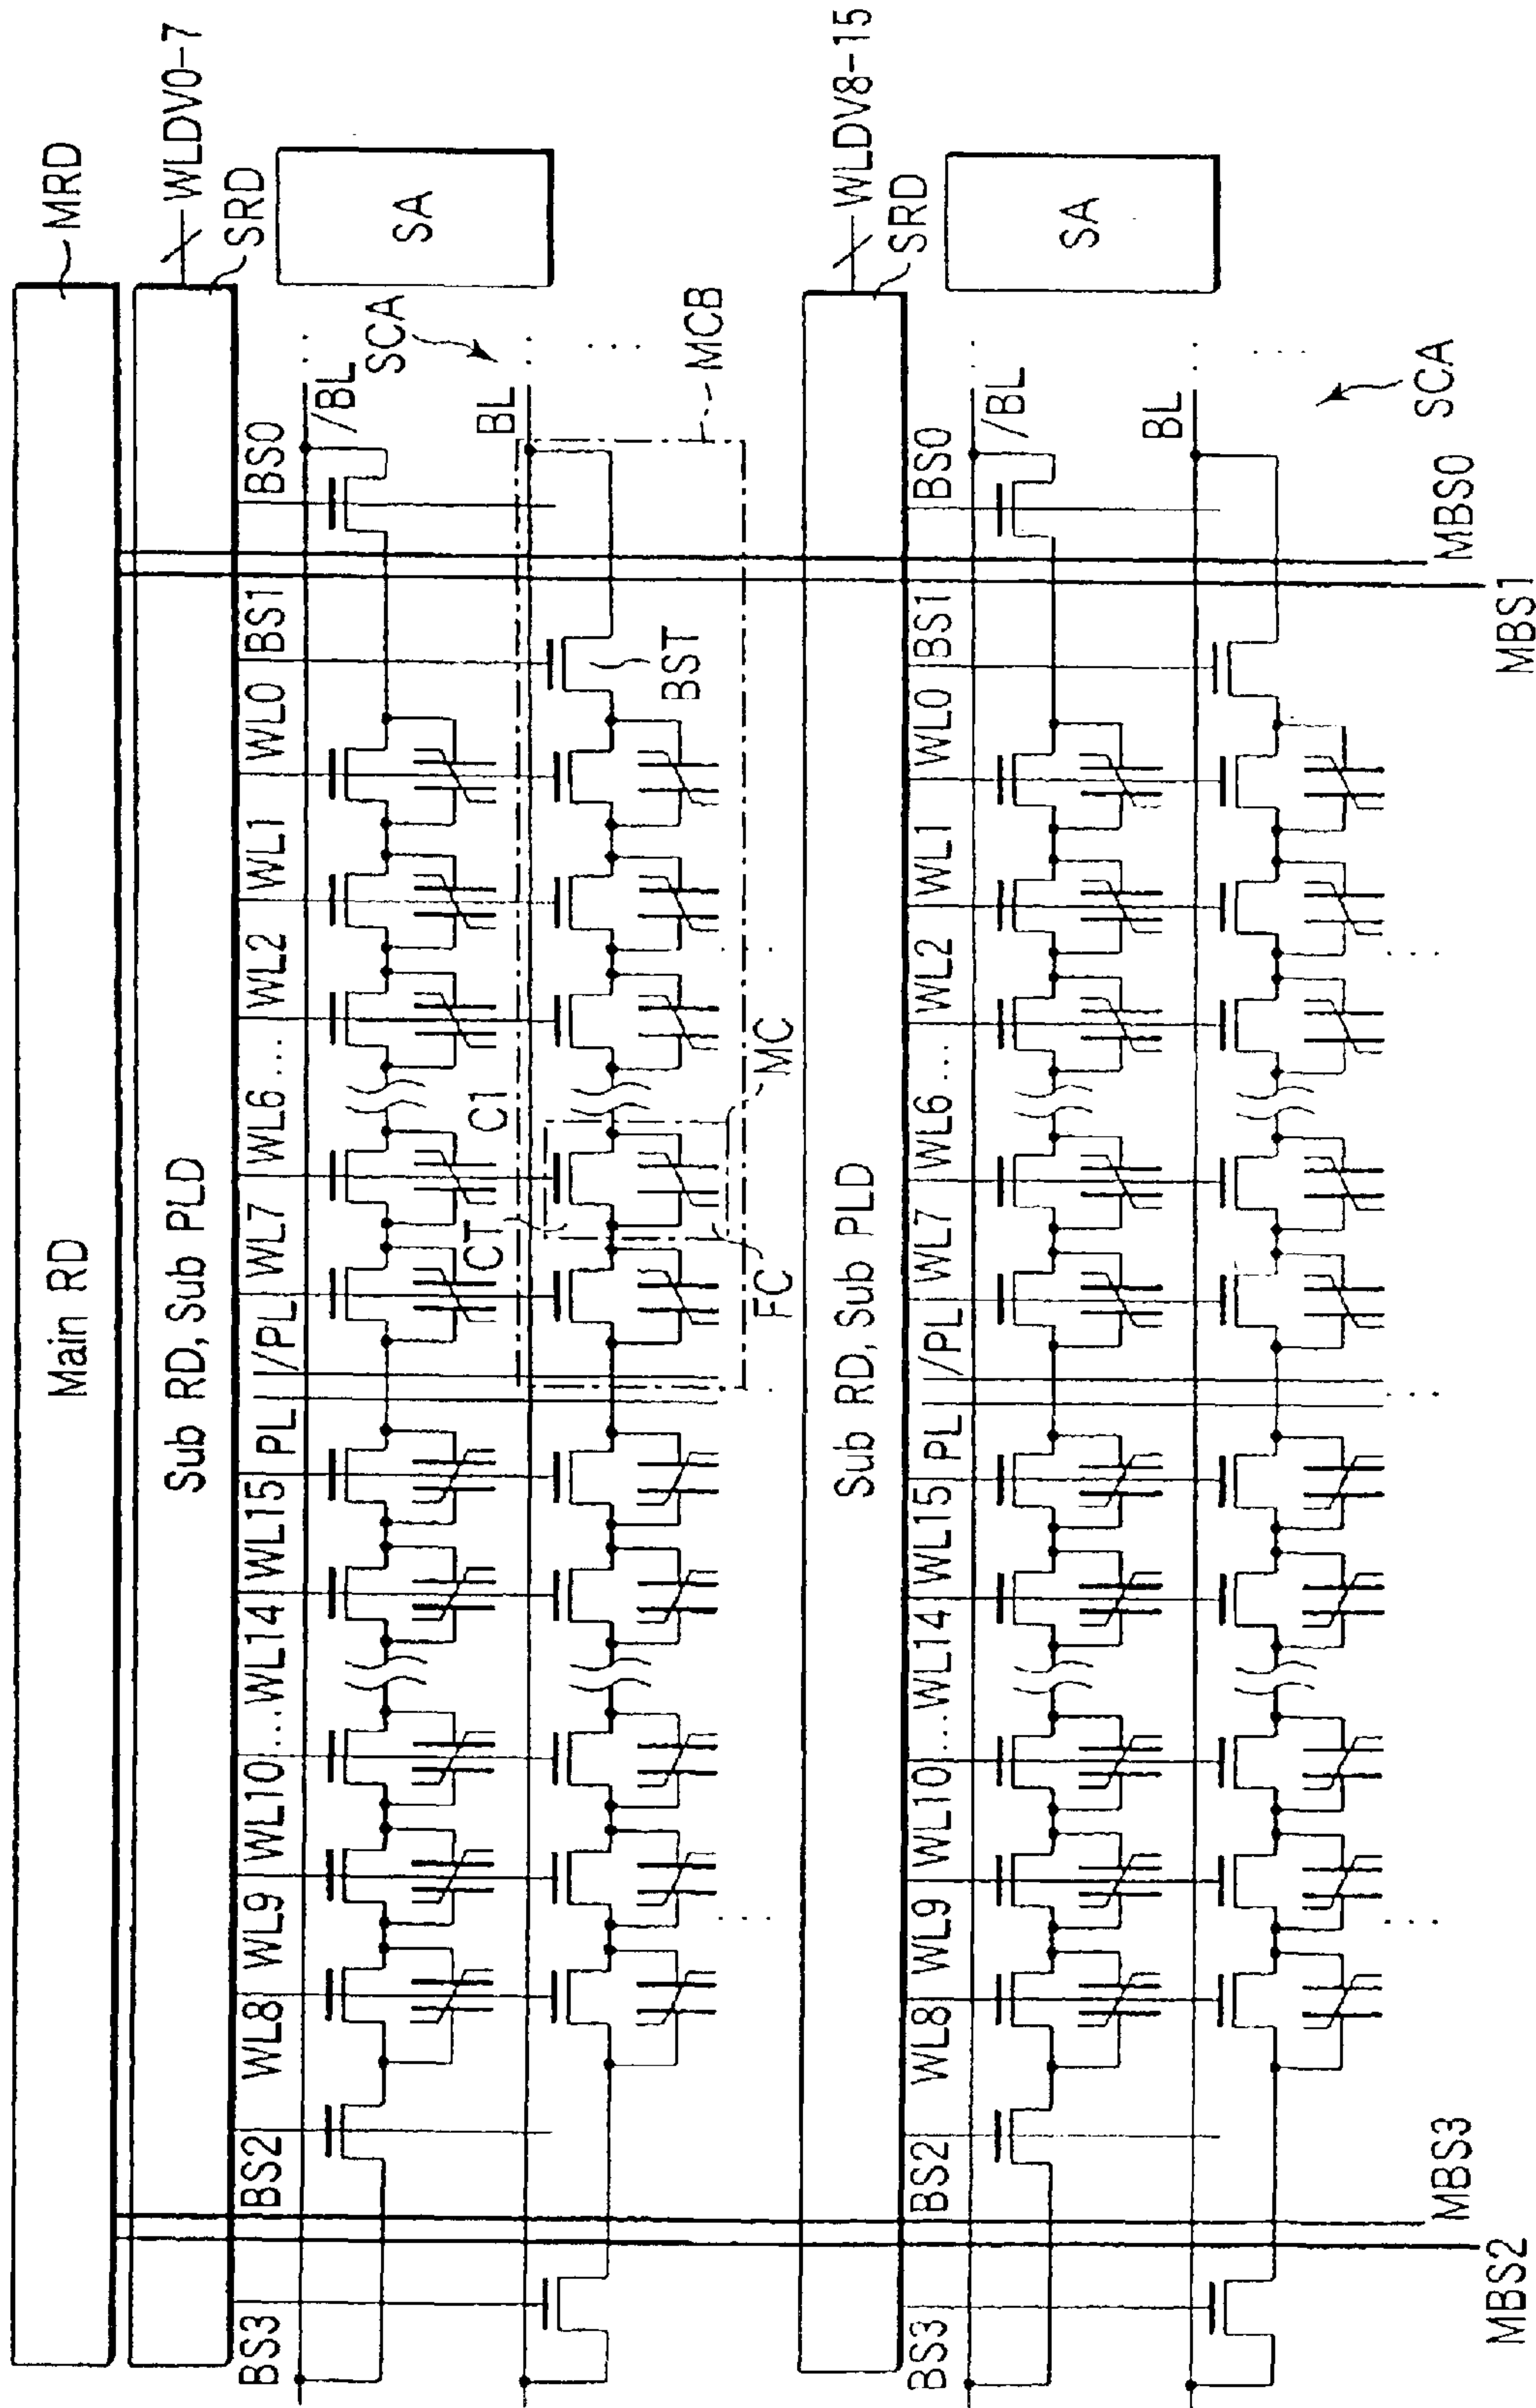 Main RD
MRD
Sub RD, Sub PLD
WLDV0-7
SRD
BS3 BS2 WL8 WL9 WL10 ... WL14 WL15 PL /PL WL7 WL6 ... WL2 WL1 WL0 BS1 BS0
/BL
SA
SCA
C1
CT
BL
BST
MCB
FC
MC
Sub RD, Sub PLD
WLDV8-15
SRD
BS3 BS2 WL8 WL9 WL10 ... WL14 WL15 PL /PL WL7 WL6 ... WL2 WL1 WL0 BS1 BS0
/BL
SA
BL
SCA
MBS3
MBS0
MBS2
MBS1